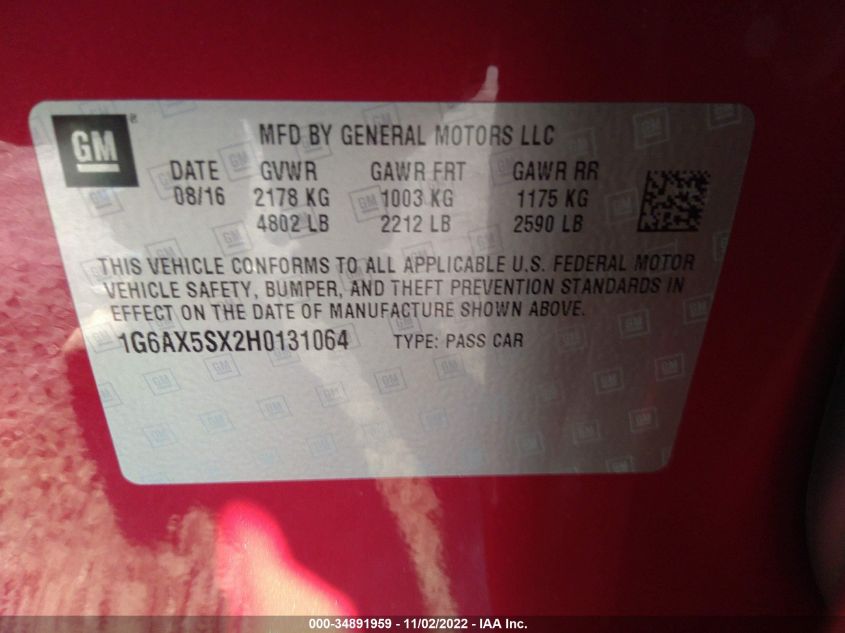 GM ®
MFD BY GENERAL MOTORS LLC
DATE GVWR GAWR FRT GAWR RR
08/16 2178 KG 1003 KG 1175 KG
4802 LB 2212 LB 2590 LB
THIS VEHICLE CONFORMS TO ALL APPLICABLE U.S. FEDERAL MOTOR
VEHICLE SAFETY, BUMPER, AND THEFT PREVENTION STANDARDS IN
EFFECT ON THE DATE OF MANUFACTURE SHOWN ABOVE.
1G6AX5SX2H0131064 TYPE: PASS CAR
000-34891959 - 11/02/2022 - IAA Inc.